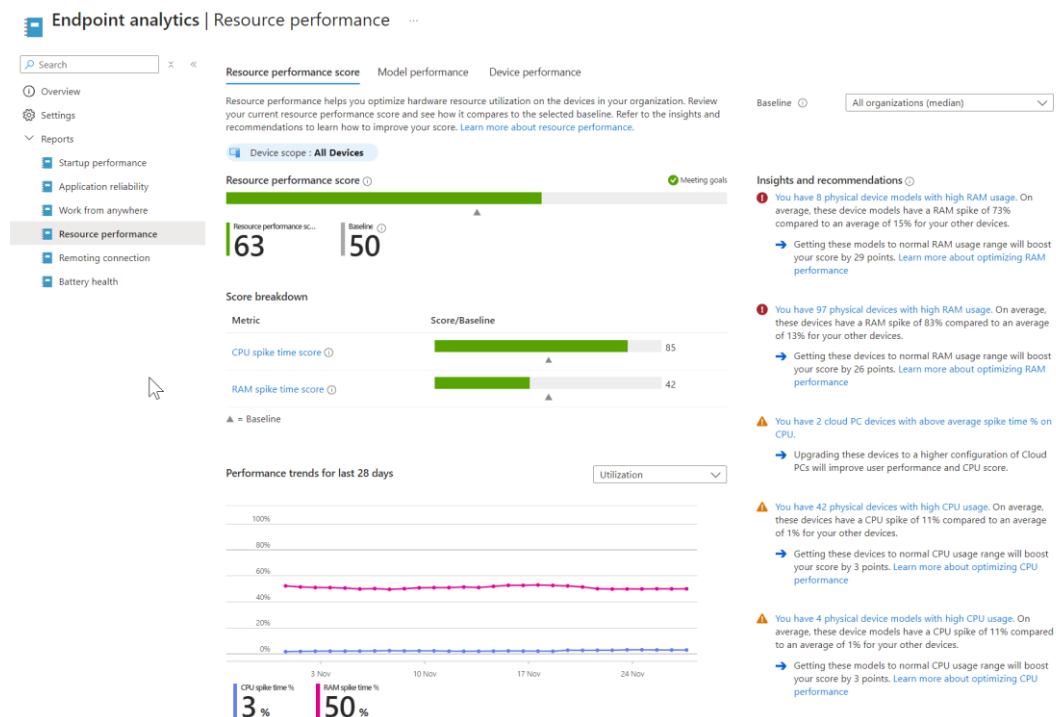 Endpoint analytics | Resource performance ...
Search
Overview
Settings
Reports
Startup performance
Application reliability
Work from anywhere
Resource performance
Remoting connection
Battery health
Resource performance score Model performance Device performance
Resource performance helps you optimize hardware resource utilization on the devices in your organization. Review
your current resource performance score and see how it compares to the selected baseline. Refer to the insights and
recommendations to learn how to improve your score. Learn more about resource performance.
Baseline All organizations (median)
Device scope : All Devices
Resource performance score Meeting goals
Resource performance sc... Baseline
63 50
Score breakdown
Metric Score/Baseline
CPU spike time score 85
RAM spike time score 42
▲ = Baseline
Performance trends for last 28 days Utilization
100%
80%
60%
40%
20%
0%
3 Nov 10 Nov 17 Nov 24 Nov
CPU spike time % RAM spike time %
3 % 50 %
Insights and recommendations
You have 8 physical device models with high RAM usage. On
average, these device models have a RAM spike of 73%
compared to an average of 15% for your other devices.
Getting these models to normal RAM usage range will boost
your score by 29 points. Learn more about optimizing RAM
performance
You have 97 physical devices with high RAM usage. On average,
these devices have a RAM spike of 83% compared to an average
of 13% for your other devices.
Getting these devices to normal RAM usage range will boost
your score by 26 points. Learn more about optimizing RAM
performance
You have 2 cloud PC devices with above average spike time % on
CPU.
Upgrading these devices to a higher configuration of Cloud
PCs will improve user performance and CPU score.
You have 42 physical devices with high CPU usage. On average,
these devices have a CPU spike of 11% compared to an average
of 1% for your other devices.
Getting these devices to normal CPU usage range will boost
your score by 3 points. Learn more about optimizing CPU
performance
You have 4 physical device models with high CPU usage. On
average, these device models have a CPU spike of 11% compared
to an average of 1% for your other devices.
Getting these models to normal CPU usage range will boost
your score by 3 points. Learn more about optimizing CPU
performance